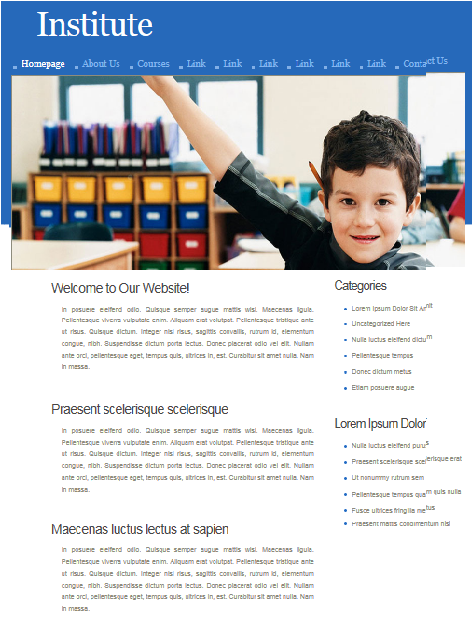 Institute
Homepage About Us Courses Link Link Link Link Link Link Contact Us
Welcome to Our Website!
In posuere eleifend odio. Quisque semper augue mattis wisi. Maecenas ligula.
Pellentesque viverra vulputate enim. Aliquam erat volutpat. Pellentesque tristique ante
ut risus. Quisque dictum. Integer nisl risus, sagittis convallis, rutrum id, elementum
congue, nibh. Suspendisse dictum porta lectus. Donec placerat odio vel elit. Nullam
ante orci, pellentesque eget, tempus quis, ultrices in, est. Curabitur sit amet nulla. Nam
in massa.
Praesent scelerisque scelerisque
In posuere eleifend odio. Quisque semper augue mattis wisi. Maecenas ligula.
Pellentesque viverra vulputate enim. Aliquam erat volutpat. Pellentesque tristique ante
ut risus. Quisque dictum. Integer nisl risus, sagittis convallis, rutrum id, elementum
congue, nibh. Suspendisse dictum porta lectus. Donec placerat odio vel elit. Nullam
ante orci, pellentesque eget, tempus quis, ultrices in, est. Curabitur sit amet nulla. Nam
in massa.
Maecenas luctus lectus at sapien
In posuere eleifend odio. Quisque semper augue mattis wisi. Maecenas ligula.
Pellentesque viverra vulputate enim. Aliquam erat volutpat. Pellentesque tristique ante
ut risus. Quisque dictum. Integer nisl risus, sagittis convallis, rutrum id, elementum
congue, nibh. Suspendisse dictum porta lectus. Donec placerat odio vel elit. Nullam
ante orci, pellentesque eget, tempus quis, ultrices in, est. Curabitur sit amet nulla. Nam
in massa.
Categories
Lorem Ipsum Dolor Sit Amit
Uncategorized Here
Nulla luctus eleifend dictum
Pellentesque tempus
Donec dictum metus
Etiam posuere augue
Lorem Ipsum Dolor
Nulla luctus eleifend purus
Praesent scelerisque scelerisque erat
Ut nonummy rutrum sem
Pellentesque tempus quam quis nulla
Fusce ultrices fringilla metus
Praesent mattis condimentum nisl